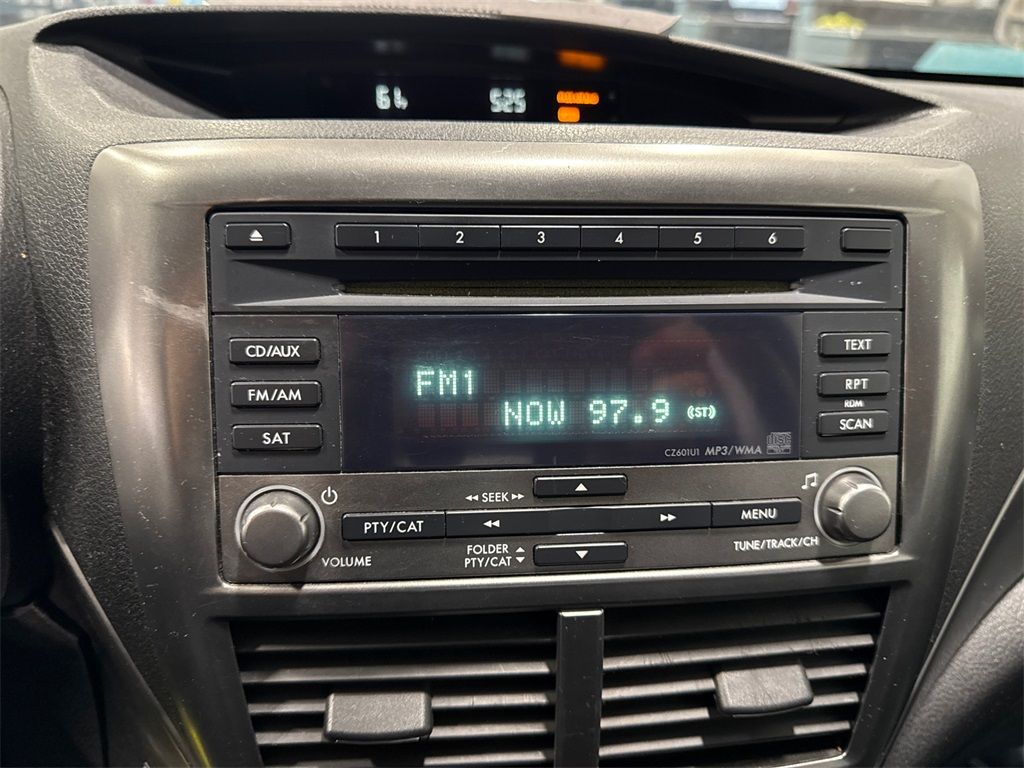 64 525
1 2 3 4 5 6
CD/AUX
FM/AM
SAT
FM1
NOW 97.9 (ST)
CZ601U1 MP3/WMA
TEXT
RPT
RDM
SCAN
SEEK
PTY/CAT
MENU
VOLUME
FOLDER
PTY/CAT
TUNE/TRACK/CH